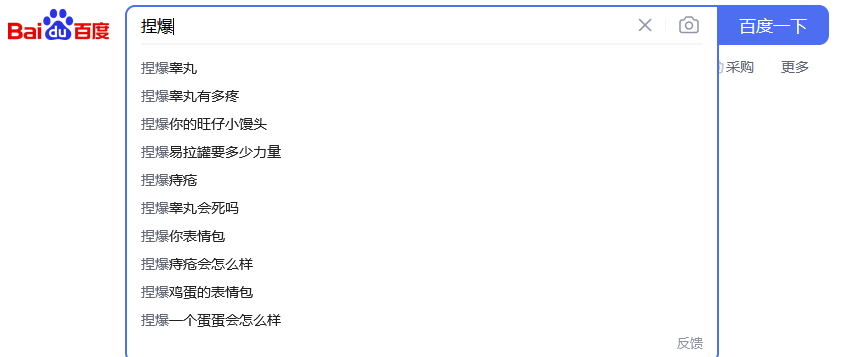 Bai du 百度
捏爆
百度一下
采购
更多
捏爆睾丸
捏爆睾丸有多疼
捏爆你的旺仔小馒头
捏爆易拉罐要多少力量
捏爆痔疮
捏爆睾丸会死吗
捏爆你表情包
捏爆痔疮会怎么样
捏爆鸡蛋的表情包
捏爆一个蛋蛋会怎么样
反馈